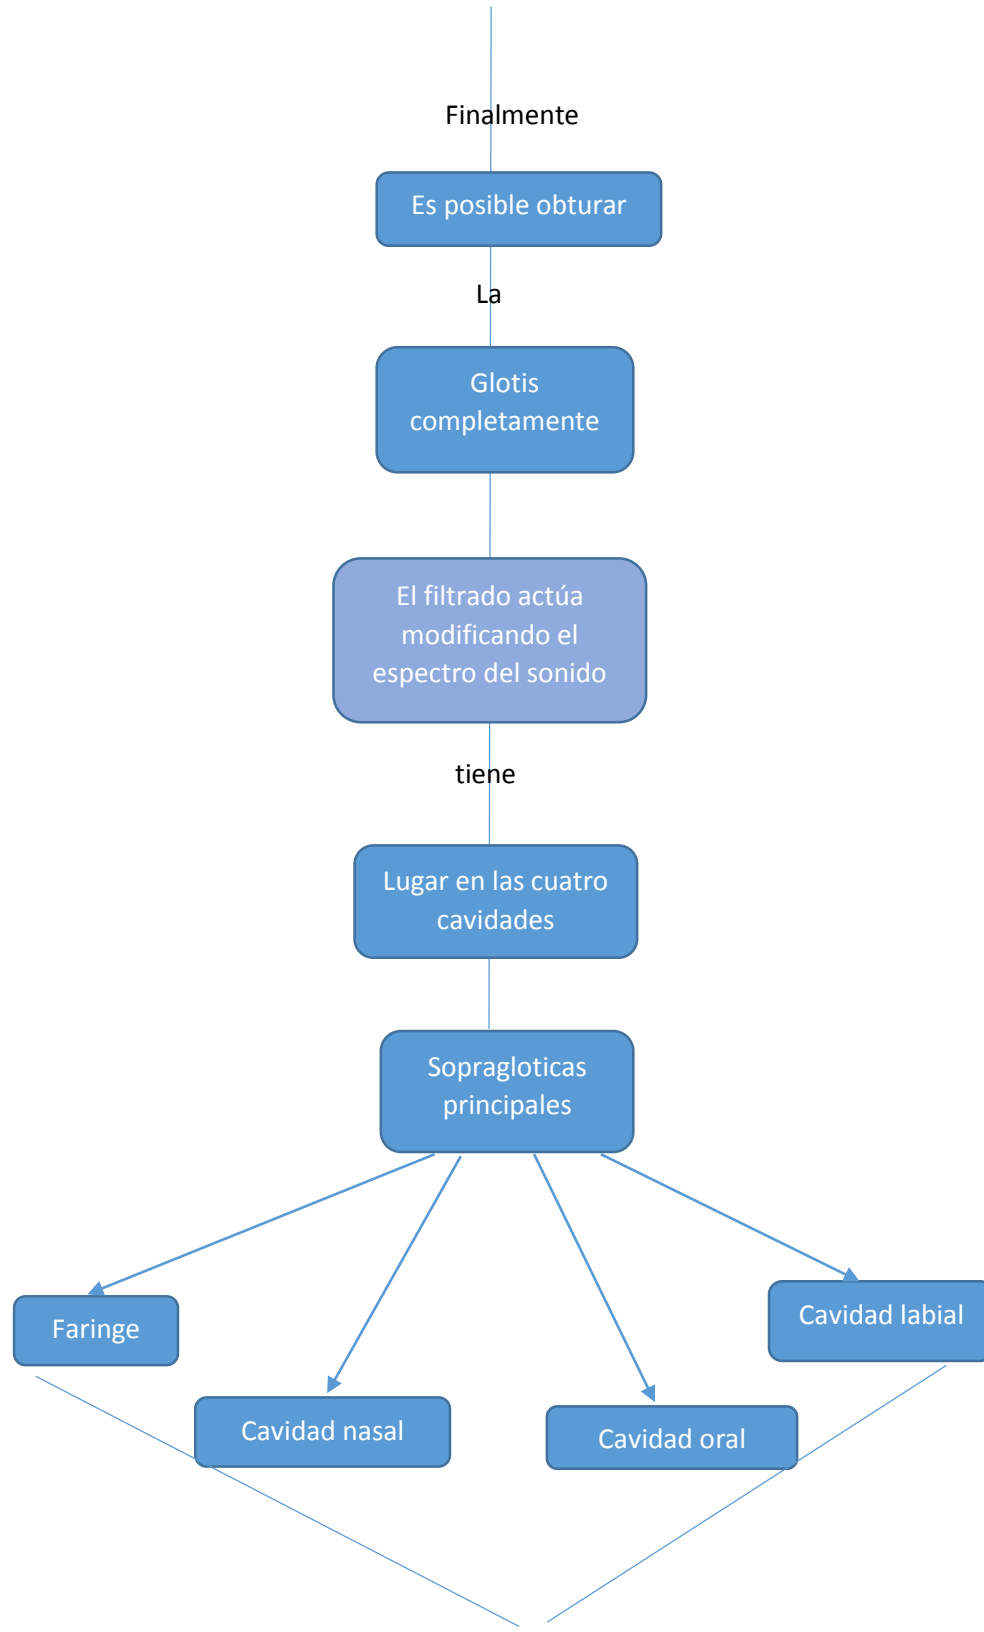 Finalmente
Es posible obturar
La
Glotis
completamente
El filtrado actúa
modificando el
espectro del sonido
tiene
Lugar en las cuatro
cavidades
Sopragloticas
principales
Faringe
Cavidad nasal
Cavidad oral
Cavidad labial